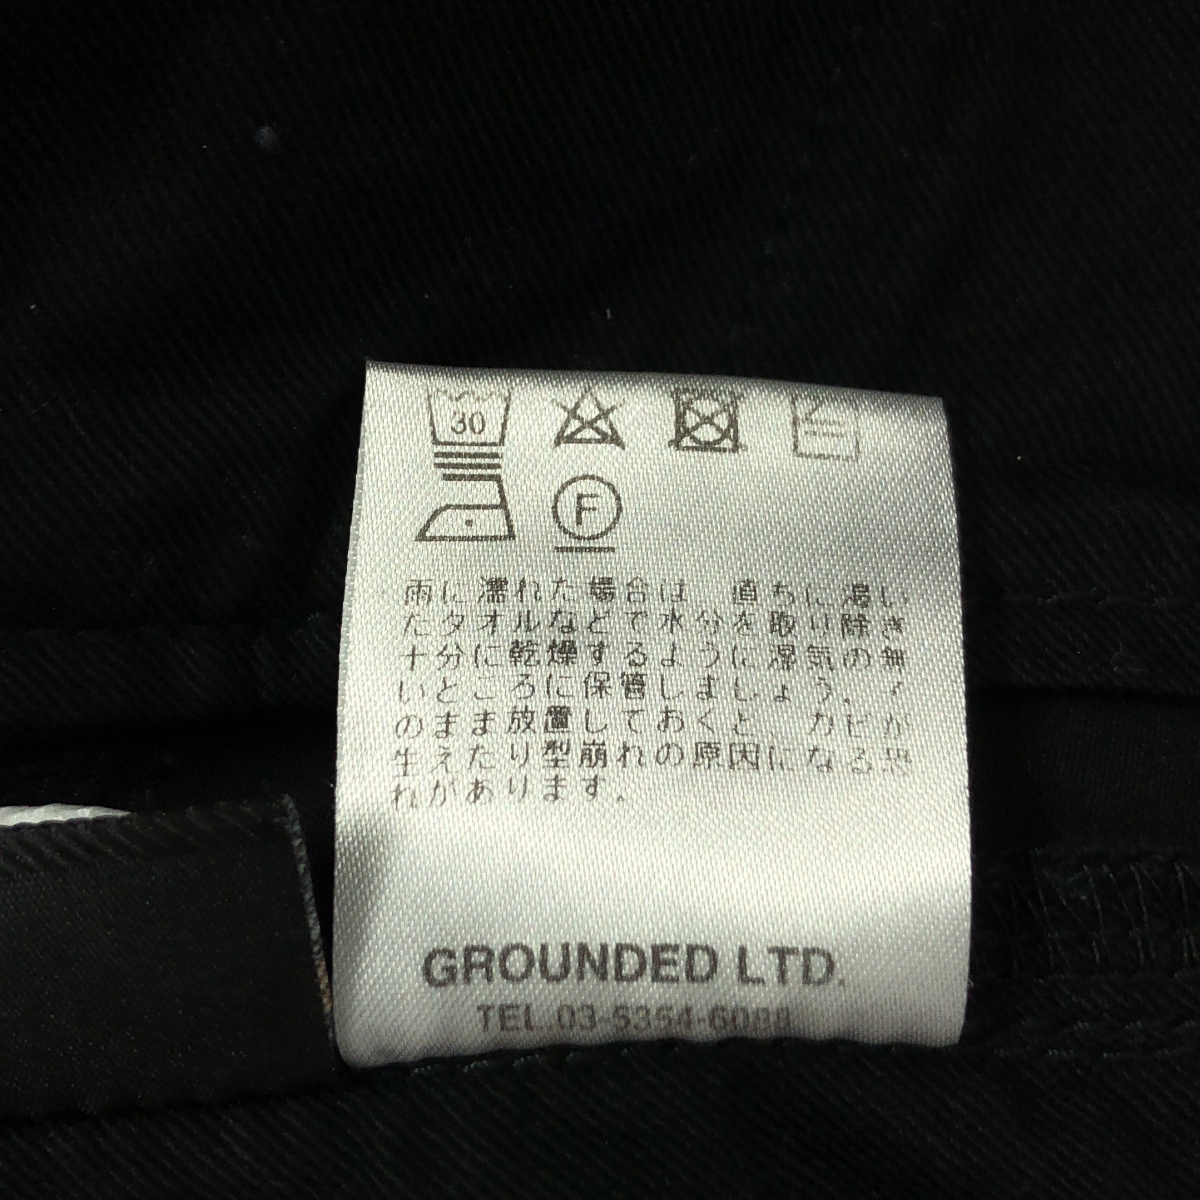 30
F
雨に濡れた場合は 直ちに渇い
たタオルなどで水分を取り除き
十分に乾燥するように湿気の無
いところに保管しましょう。
のまま放置しておくと、カビが
生えたり型崩れの原因になる恐
れがあります。
GROUNDED LTD.
TEL.03-5354-6088